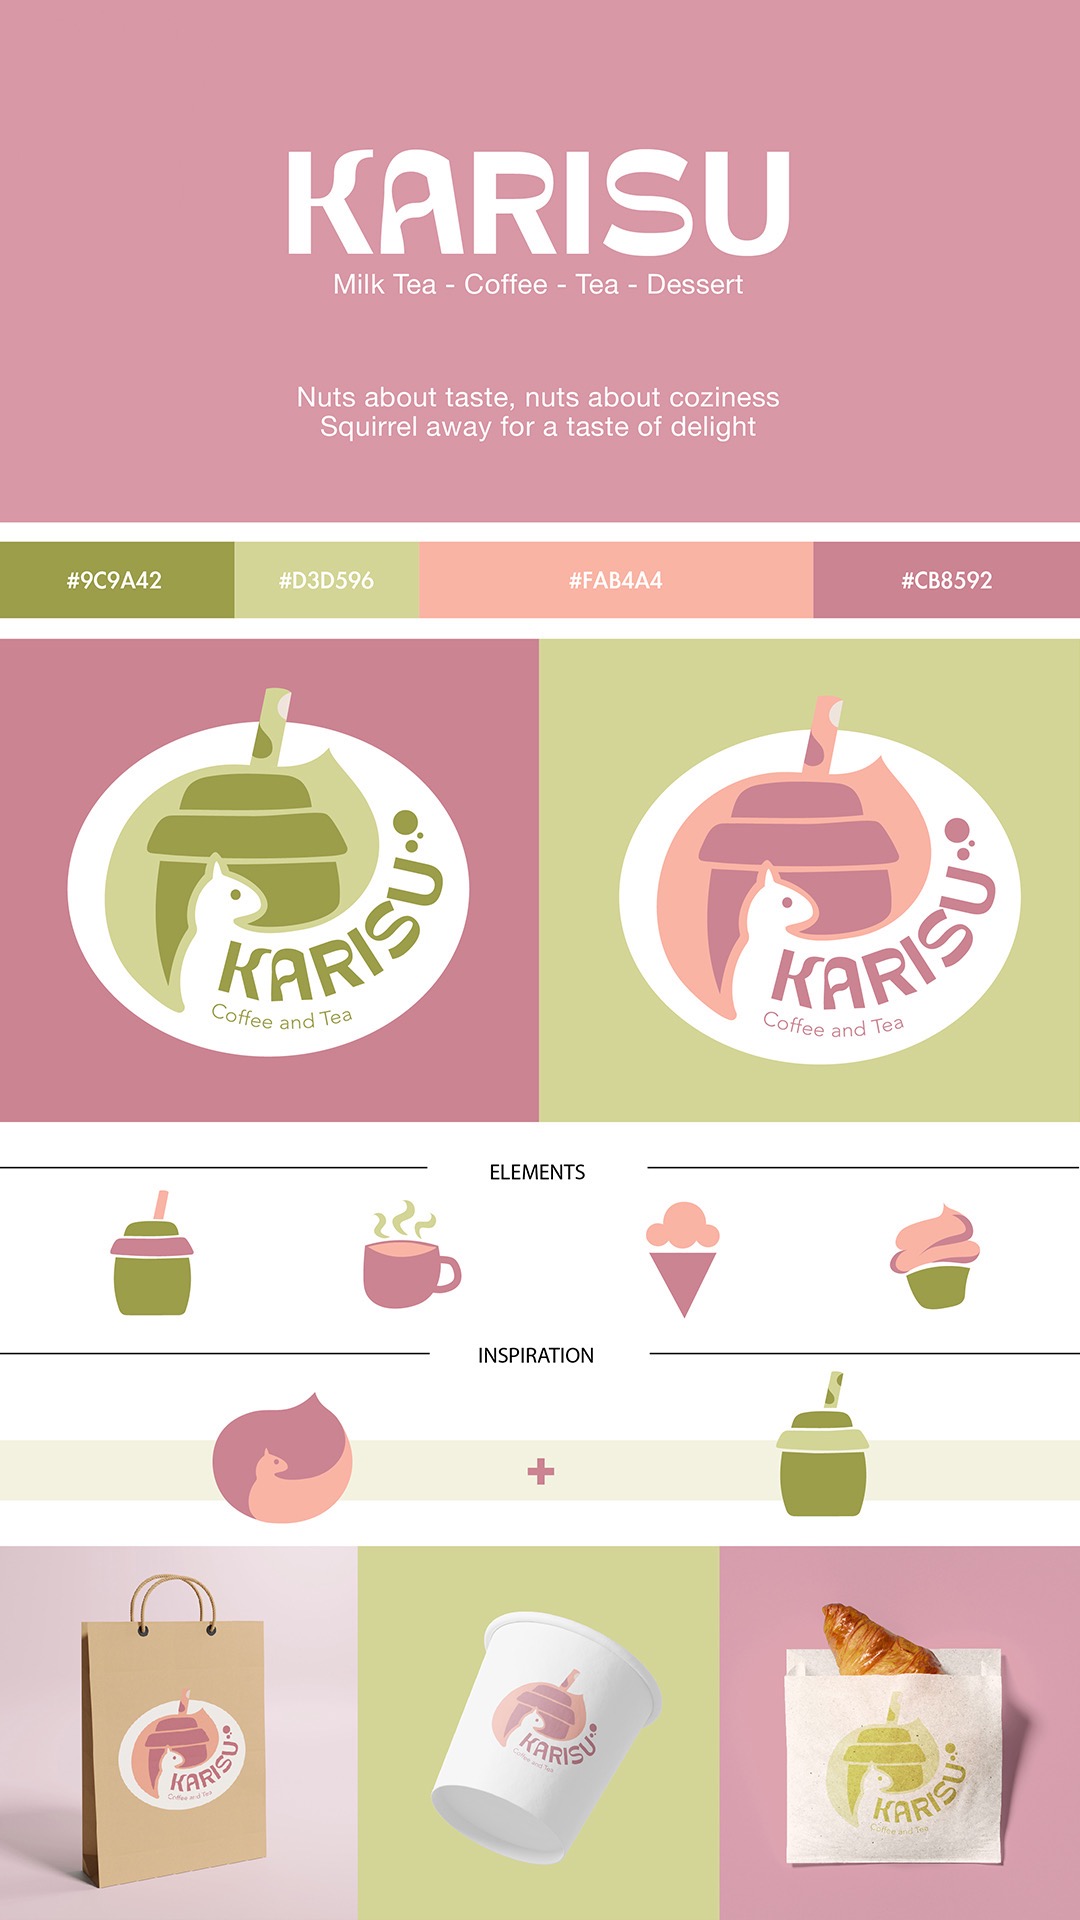 KARISU
Milk Tea - Coffee - Tea - Dessert
Nuts about taste, nuts about coziness
Squirrel away for a taste of delight
#9C9A42
#D3D596
#FAB4A4
#CB8592
KARISU
Coffee and Tea
KARISU
Coffee and Tea
ELEMENTS
INSPIRATION
KARISU
Coffee and Tea
KARISU
Coffee and Tea
KARISU
Coffee and Tea